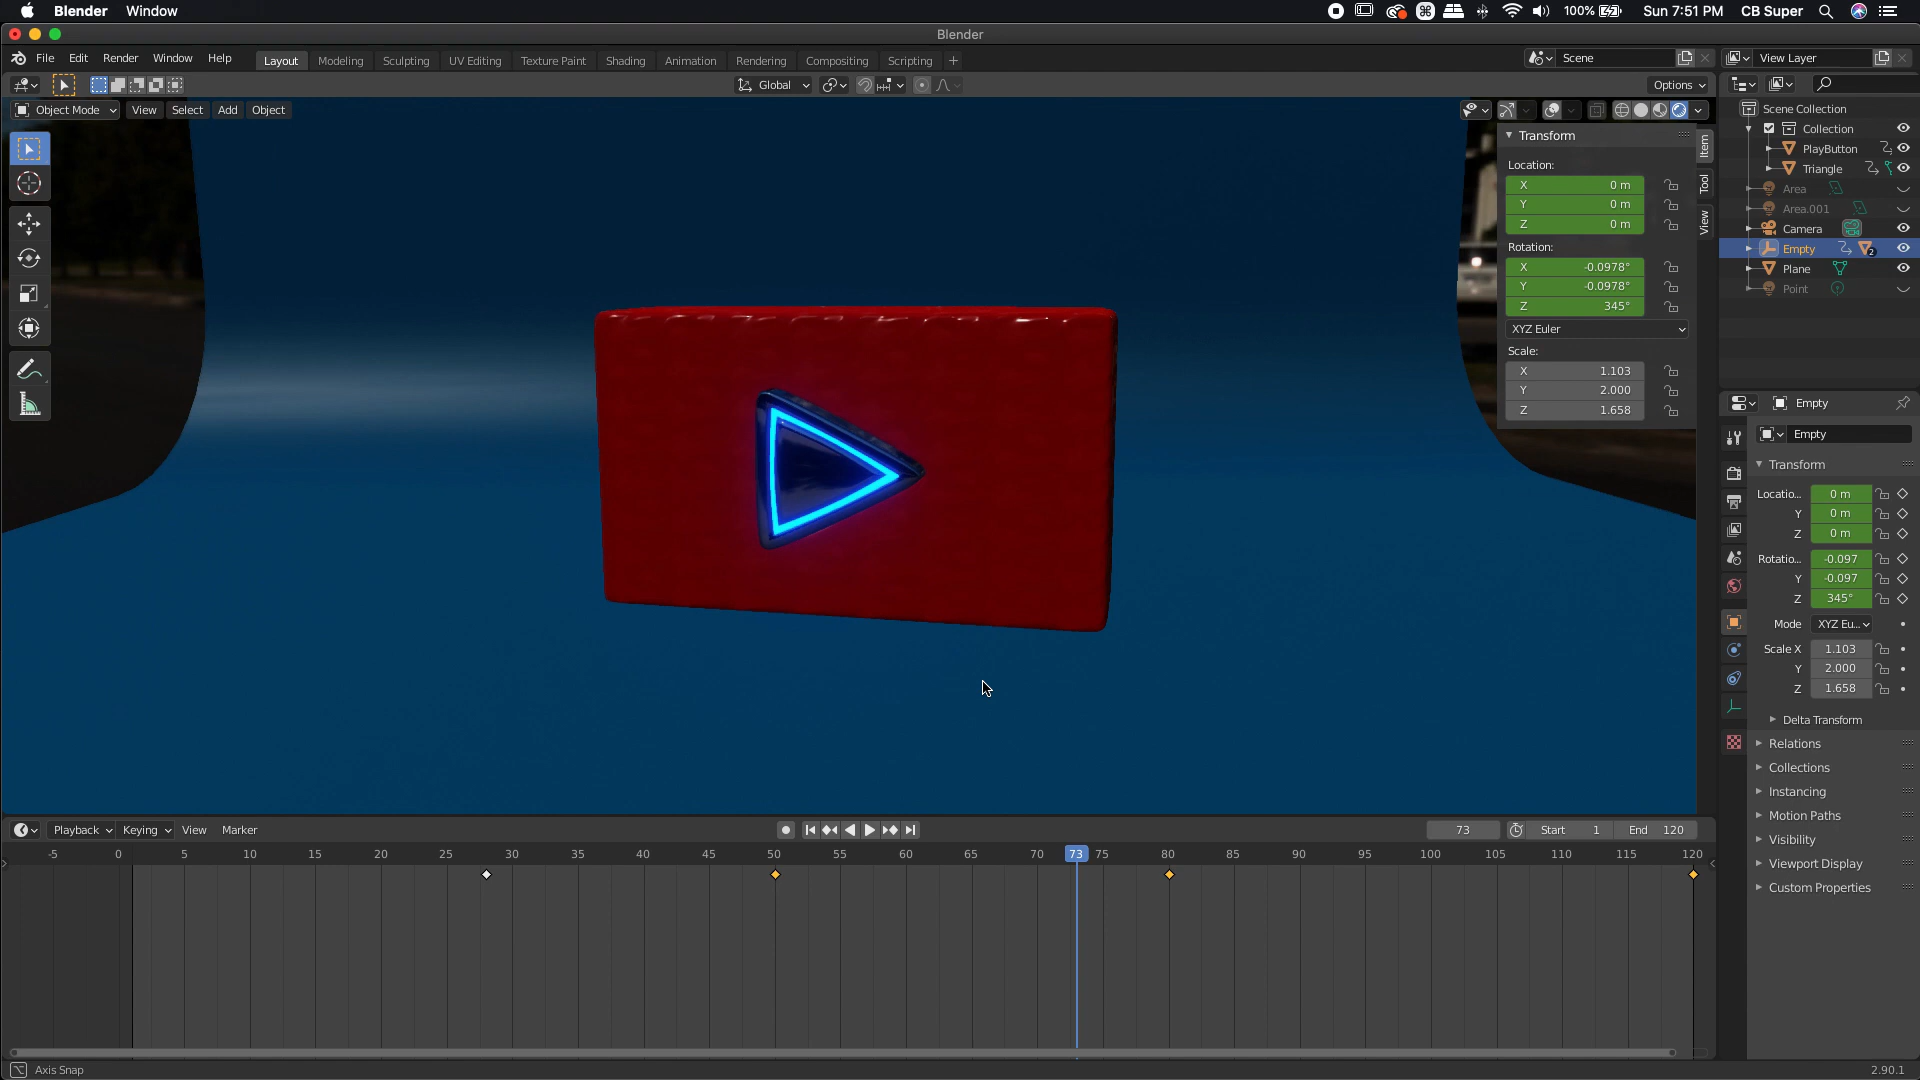 Blender Window
100% Sun 7:51 PM CB Super
Blender
File Edit Render Window Help Layout Modeling Sculpting UV Editing Texture Paint Shading Animation Rendering Compositing Scripting + Scene View Layer
Global Options
Object Mode View Select Add Object
Scene Collection
Collection
PlayButton
Triangle
Area
Area.001
Camera
Empty 2
Plane
Point
Transform
Location:
X 0 m
Y 0 m
Z 0 m
Rotation:
X -0.0978°
Y -0.0978°
Z 345°
XYZ Euler
Scale:
X 1.103
Y 2.000
Z 1.658
Item
Tool
View
Empty
Empty
Transform
Locatio... 0 m
Y 0 m
Z 0 m
Rotatio... -0.097
Y -0.097
Z 345°
Mode XYZ Eu...
Scale X 1.103
Y 2.000
Z 1.658
Delta Transform
Relations
Collections
Instancing
Motion Paths
Visibility
Viewport Display
Custom Properties
Playback Keying View Marker 73 Start 1 End 120
-5 0 5 10 15 20 25 30 35 40 45 50 55 60 65 70 73 75 80 85 90 95 100 105 110 115 120
Axis Snap 2.90.1